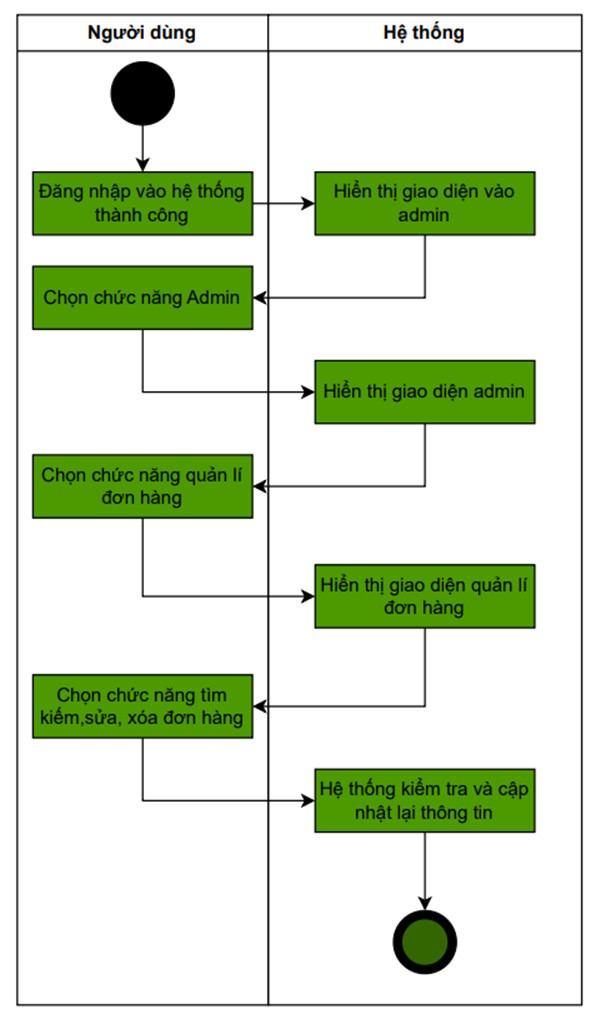 Người dùng
Hệ thống
Đăng nhập vào hệ thống
thành công
Hiển thị giao diện vào
admin
Chọn chức năng Admin
Hiển thị giao diện admin
Chọn chức năng quản lí
đơn hàng
Hiển thị giao diện quản lí
đơn hàng
Chọn chức năng tìm
kiếm,sửa, xóa đơn hàng
Hệ thống kiểm tra và cập
nhật lại thông tin